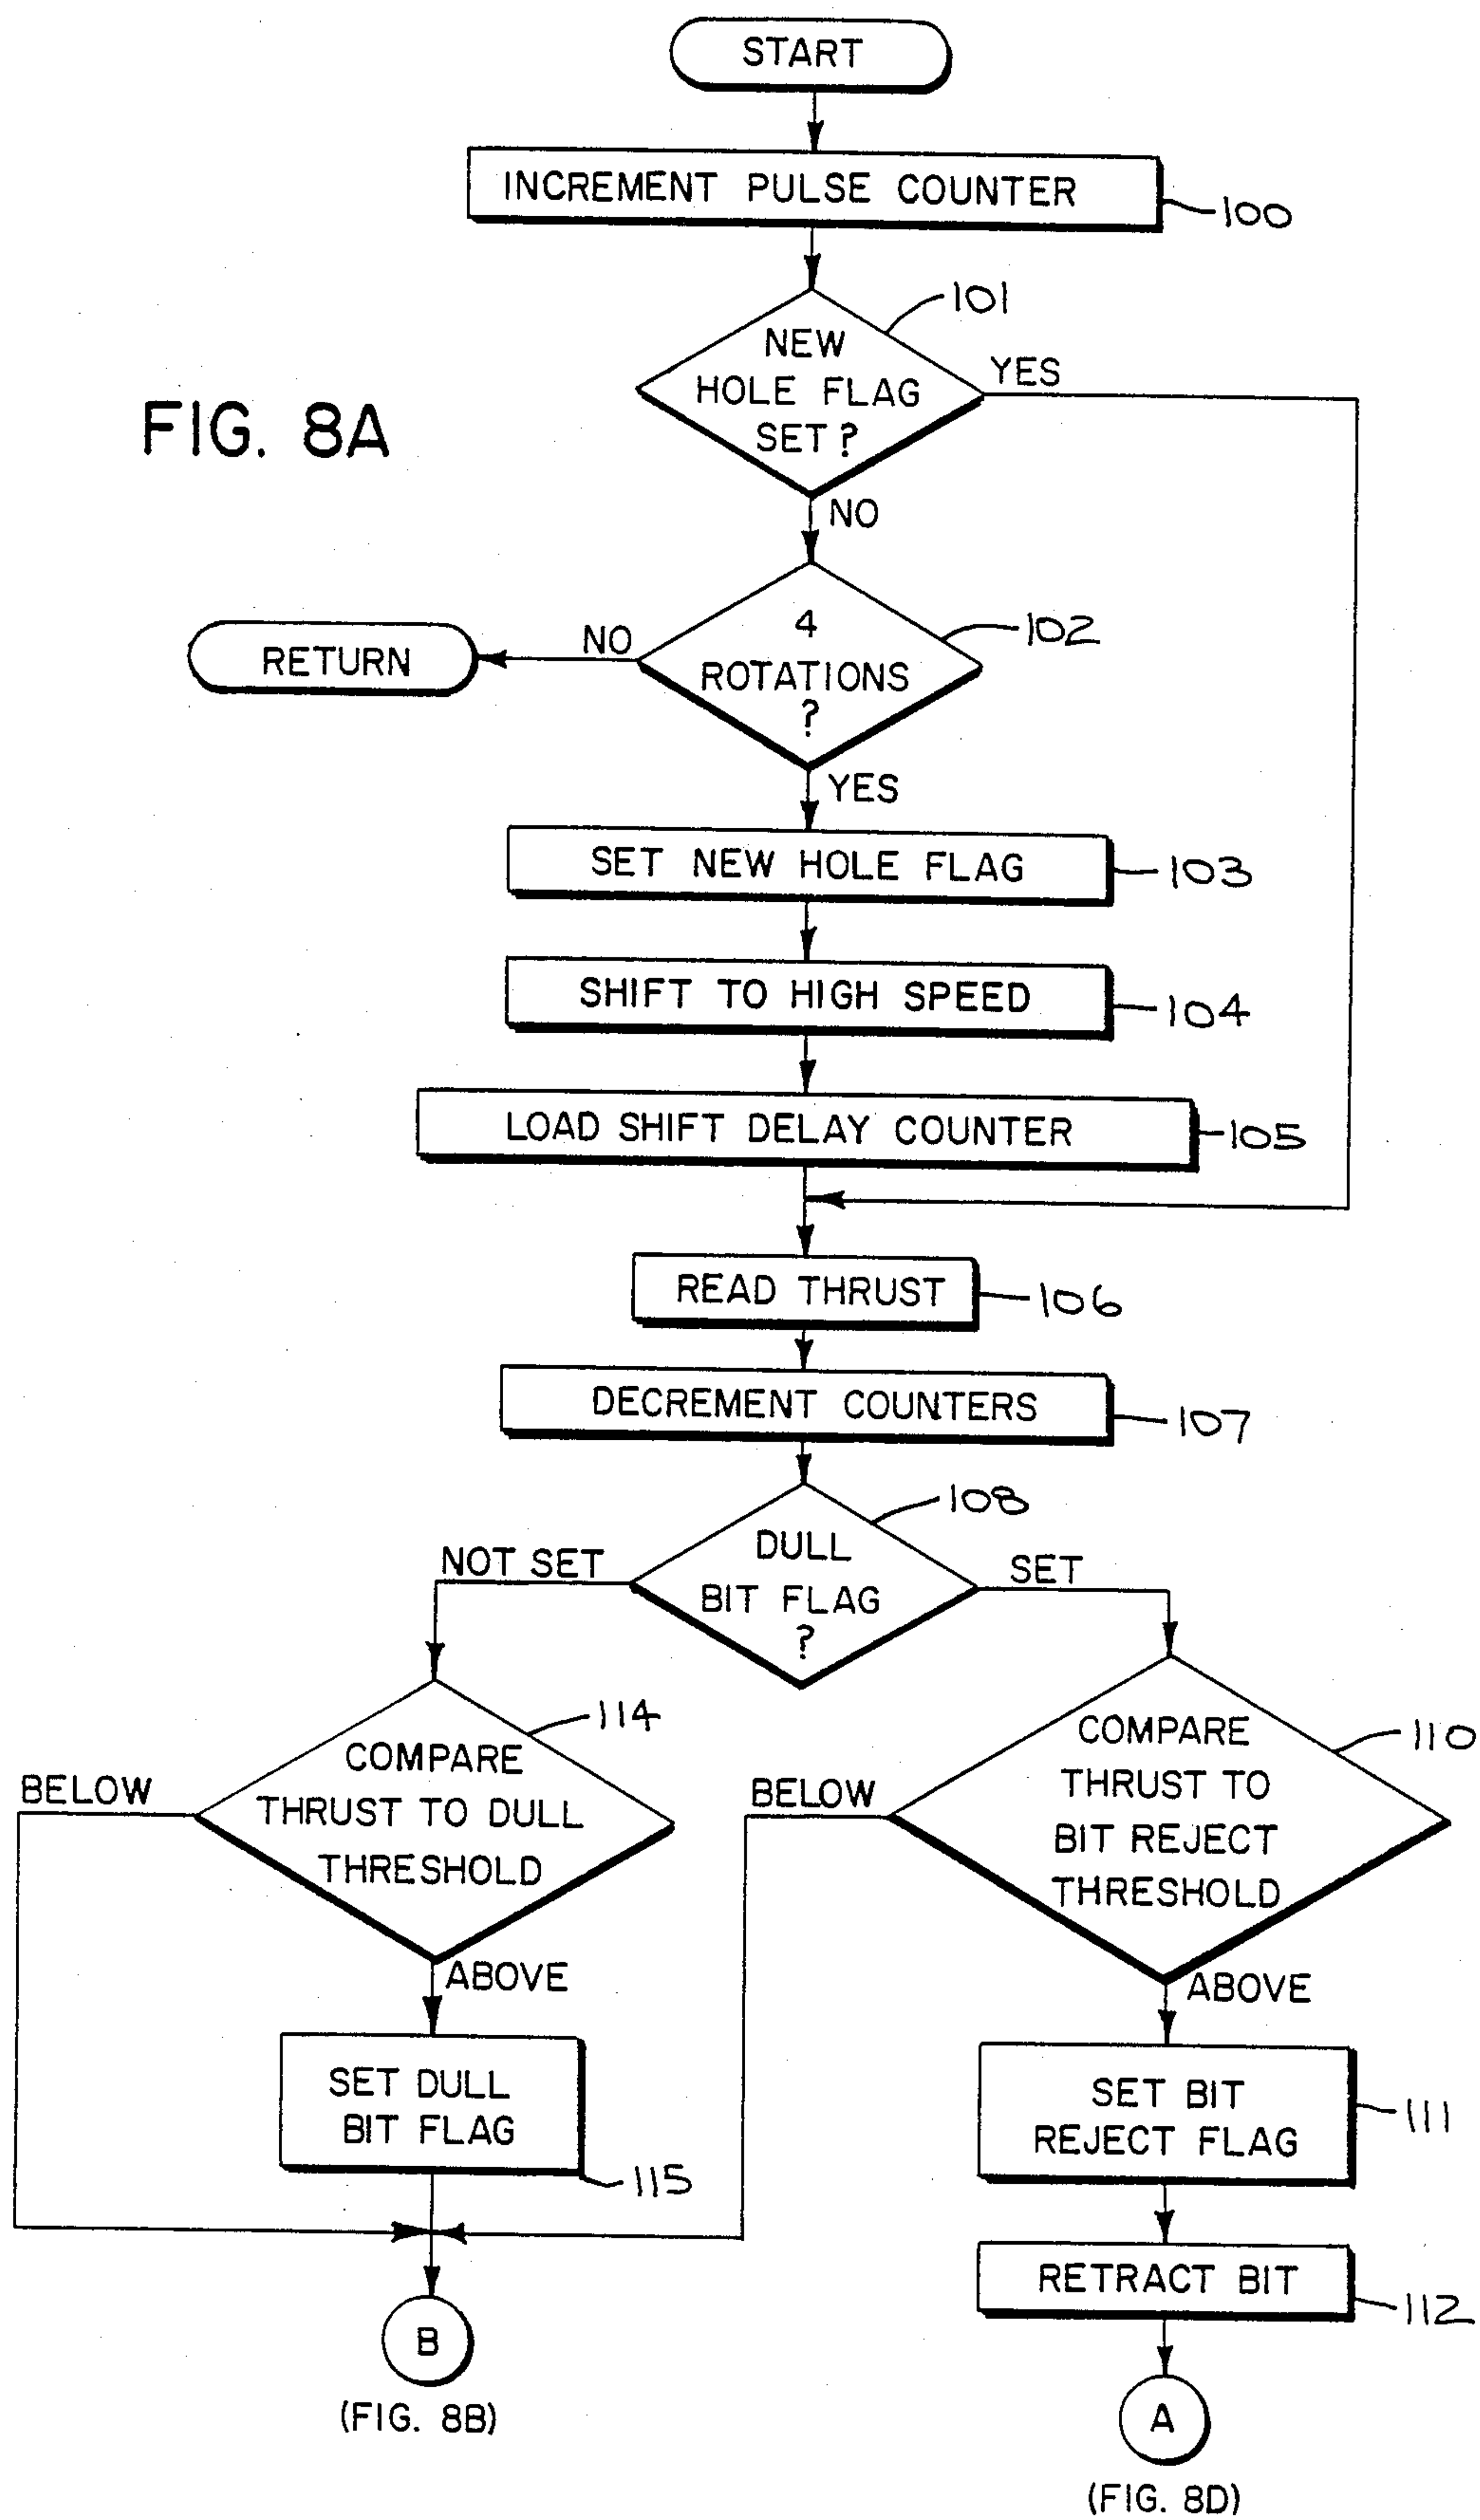 START
INCREMENT PULSE COUNTER
100
101
NEW
HOLE FLAG
SET?
YES
FIG. 8A
NO
4
ROTATIONS
?
102
NO
RETURN
YES
SET NEW HOLE FLAG
103
SHIFT TO HIGH SPEED
104
LOAD SHIFT DELAY COUNTER
105
READ THRUST
106
DECREMENT COUNTERS
107
108
DULL
BIT FLAG
?
NOT SET
SET
114
COMPARE
THRUST TO DULL
THRESHOLD
BELOW
110
COMPARE
THRUST TO
BIT REJECT
THRESHOLD
BELOW
ABOVE
ABOVE
SET DULL
BIT FLAG
115
SET BIT
REJECT FLAG
111
RETRACT BIT
112
B
(FIG. 8B)
A
(FIG. 8D)